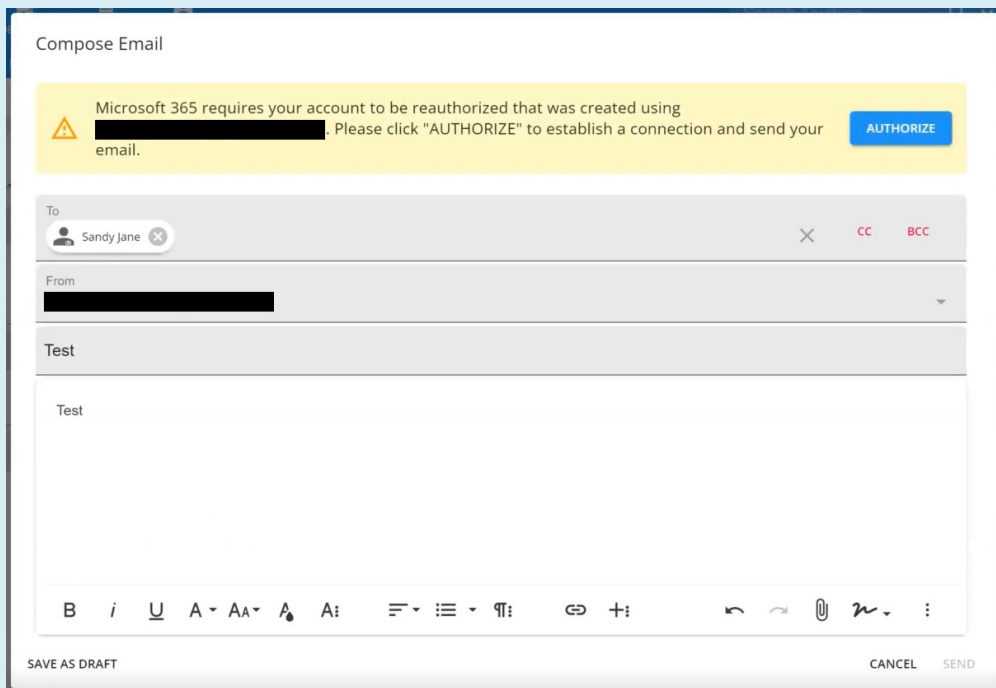 Compose Email
Microsoft 365 requires your account to be reauthorized that was created using
. Please click "AUTHORIZE" to establish a connection and send your
email.
AUTHORIZE
To
Sandy Jane
CC
BCC
From
Test
Test
B i U A AA A A
SAVE AS DRAFT
CANCEL
SEND